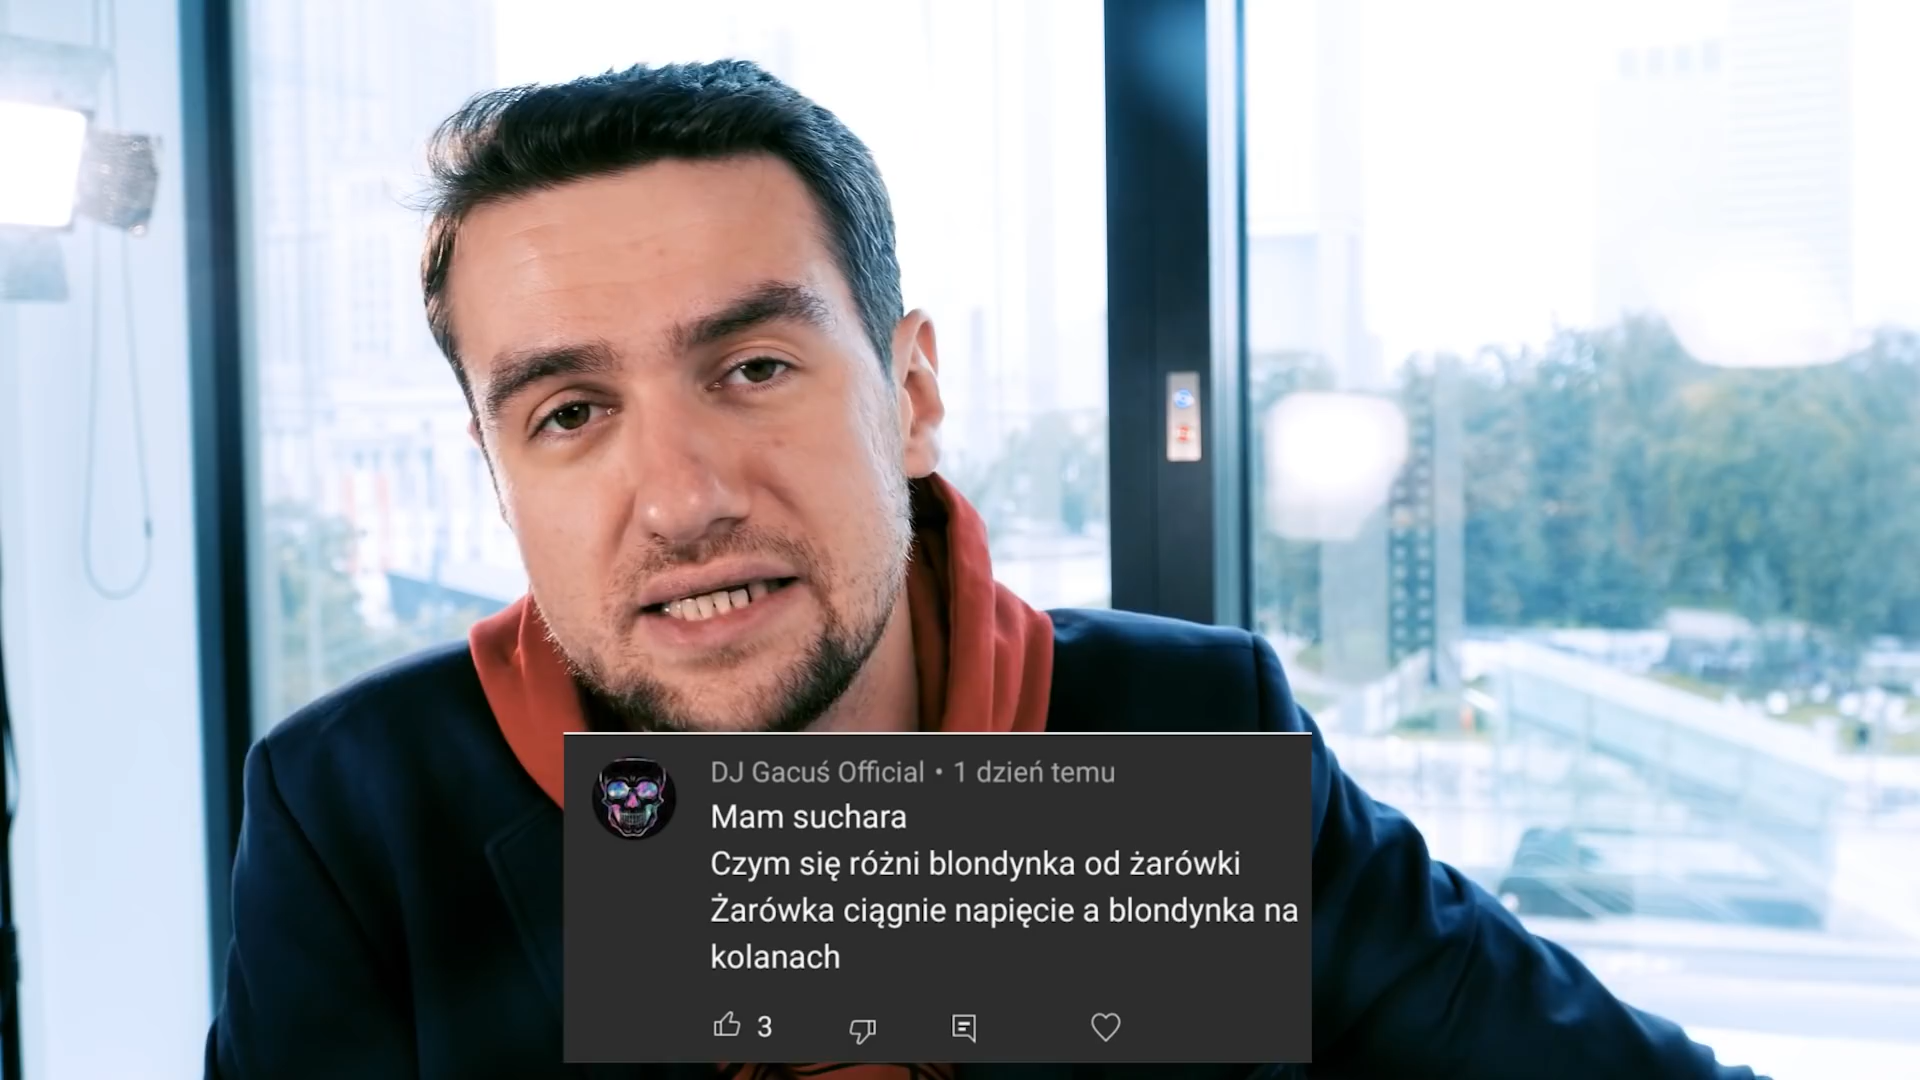 DJ Gacuś Official • 1 dzień temu
Mam suchara
Czym się różni blondynka od żarówki
Żarówka ciągnie napięcie a blondynka na
kolanach
3